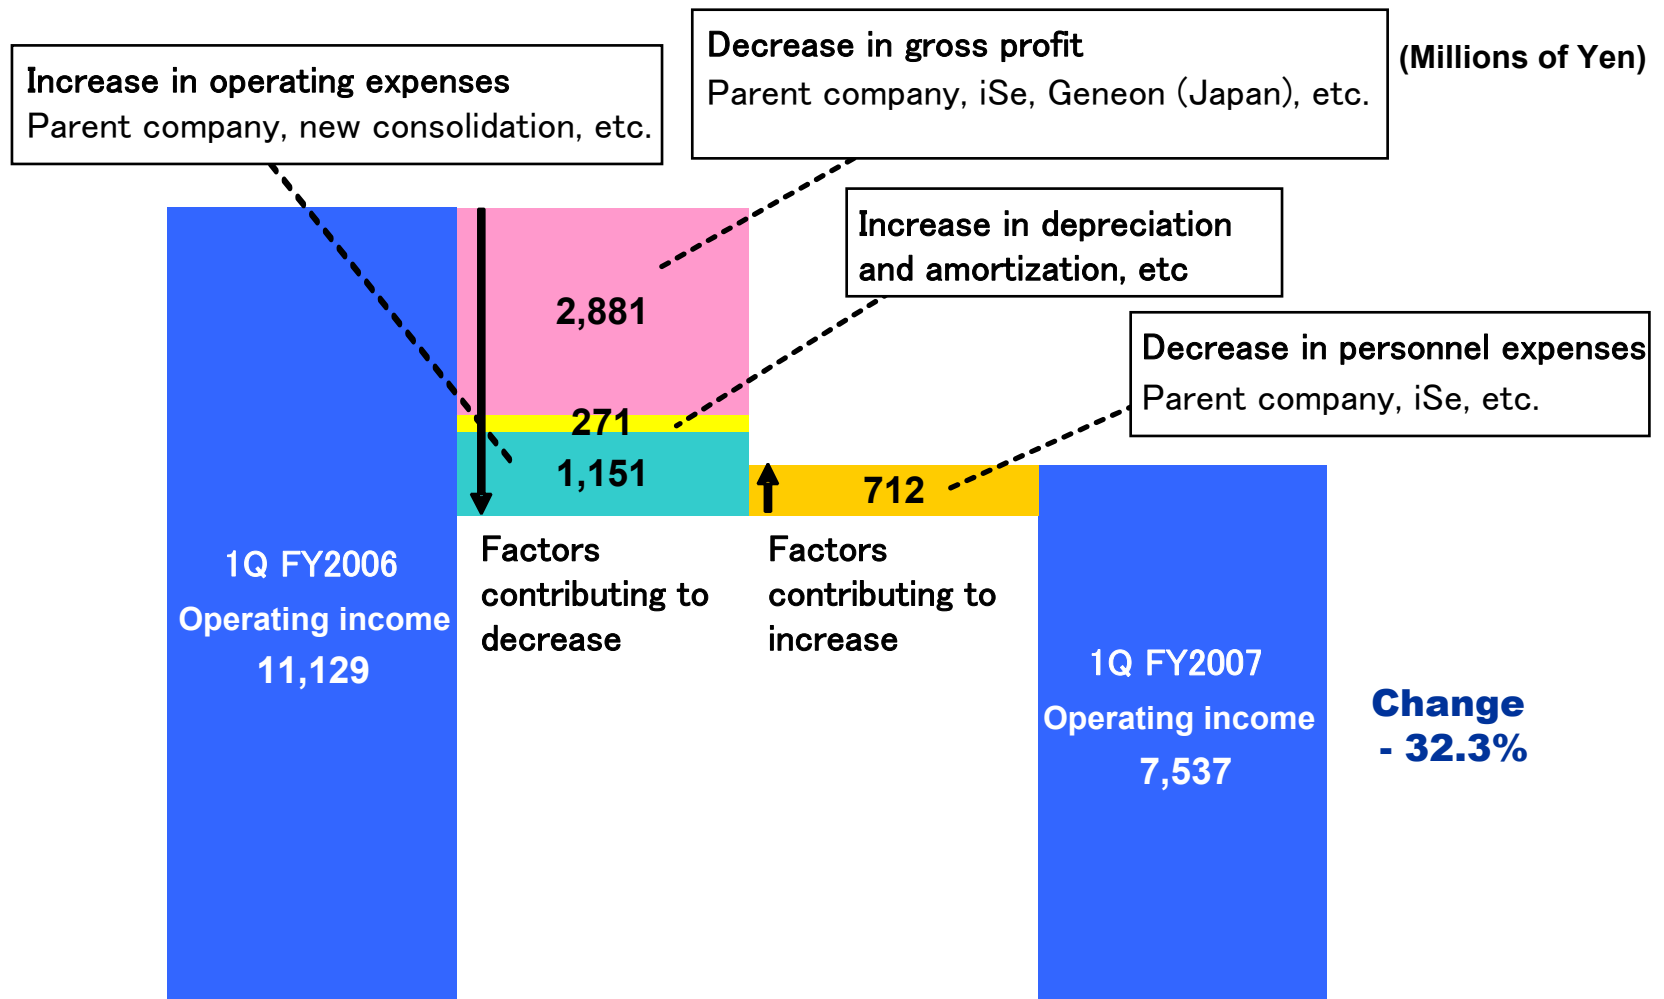 Decrease in gross profit
Parent company, iSe, Geneon (Japan), etc.
(Millions of Yen)
Increase in operating expenses
Parent company, new consolidation, etc.
Increase in depreciation
and amortization, etc
2,881
Decrease in personnel expenses
Parent company, iSe, etc.
271
1,151
712
1Q FY2006
Operating income
11,129
Factors
contributing to
decrease
Factors
contributing to
increase
1Q FY2007
Operating income
7,537
Change
- 32.3%